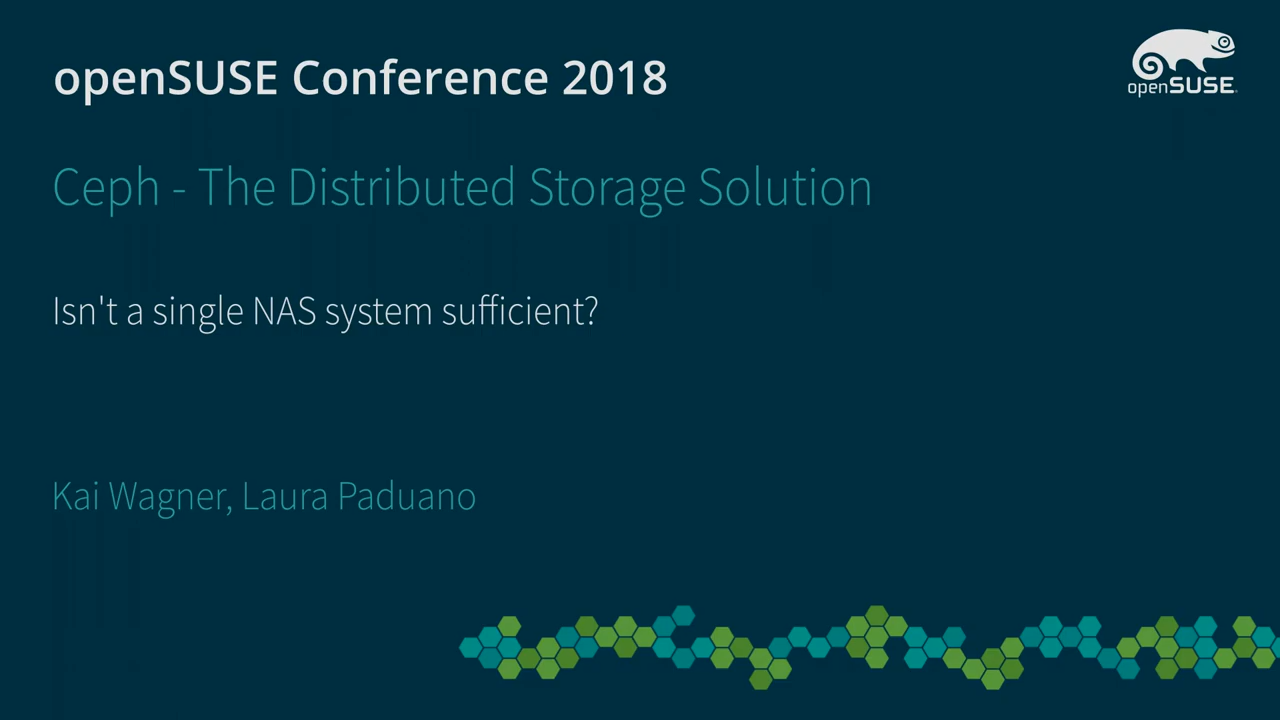 openSUSE Conference 2018
openSUSE
Ceph - The Distributed Storage Solution
Isn't a single NAS system sufficient?
Kai Wagner, Laura Paduano